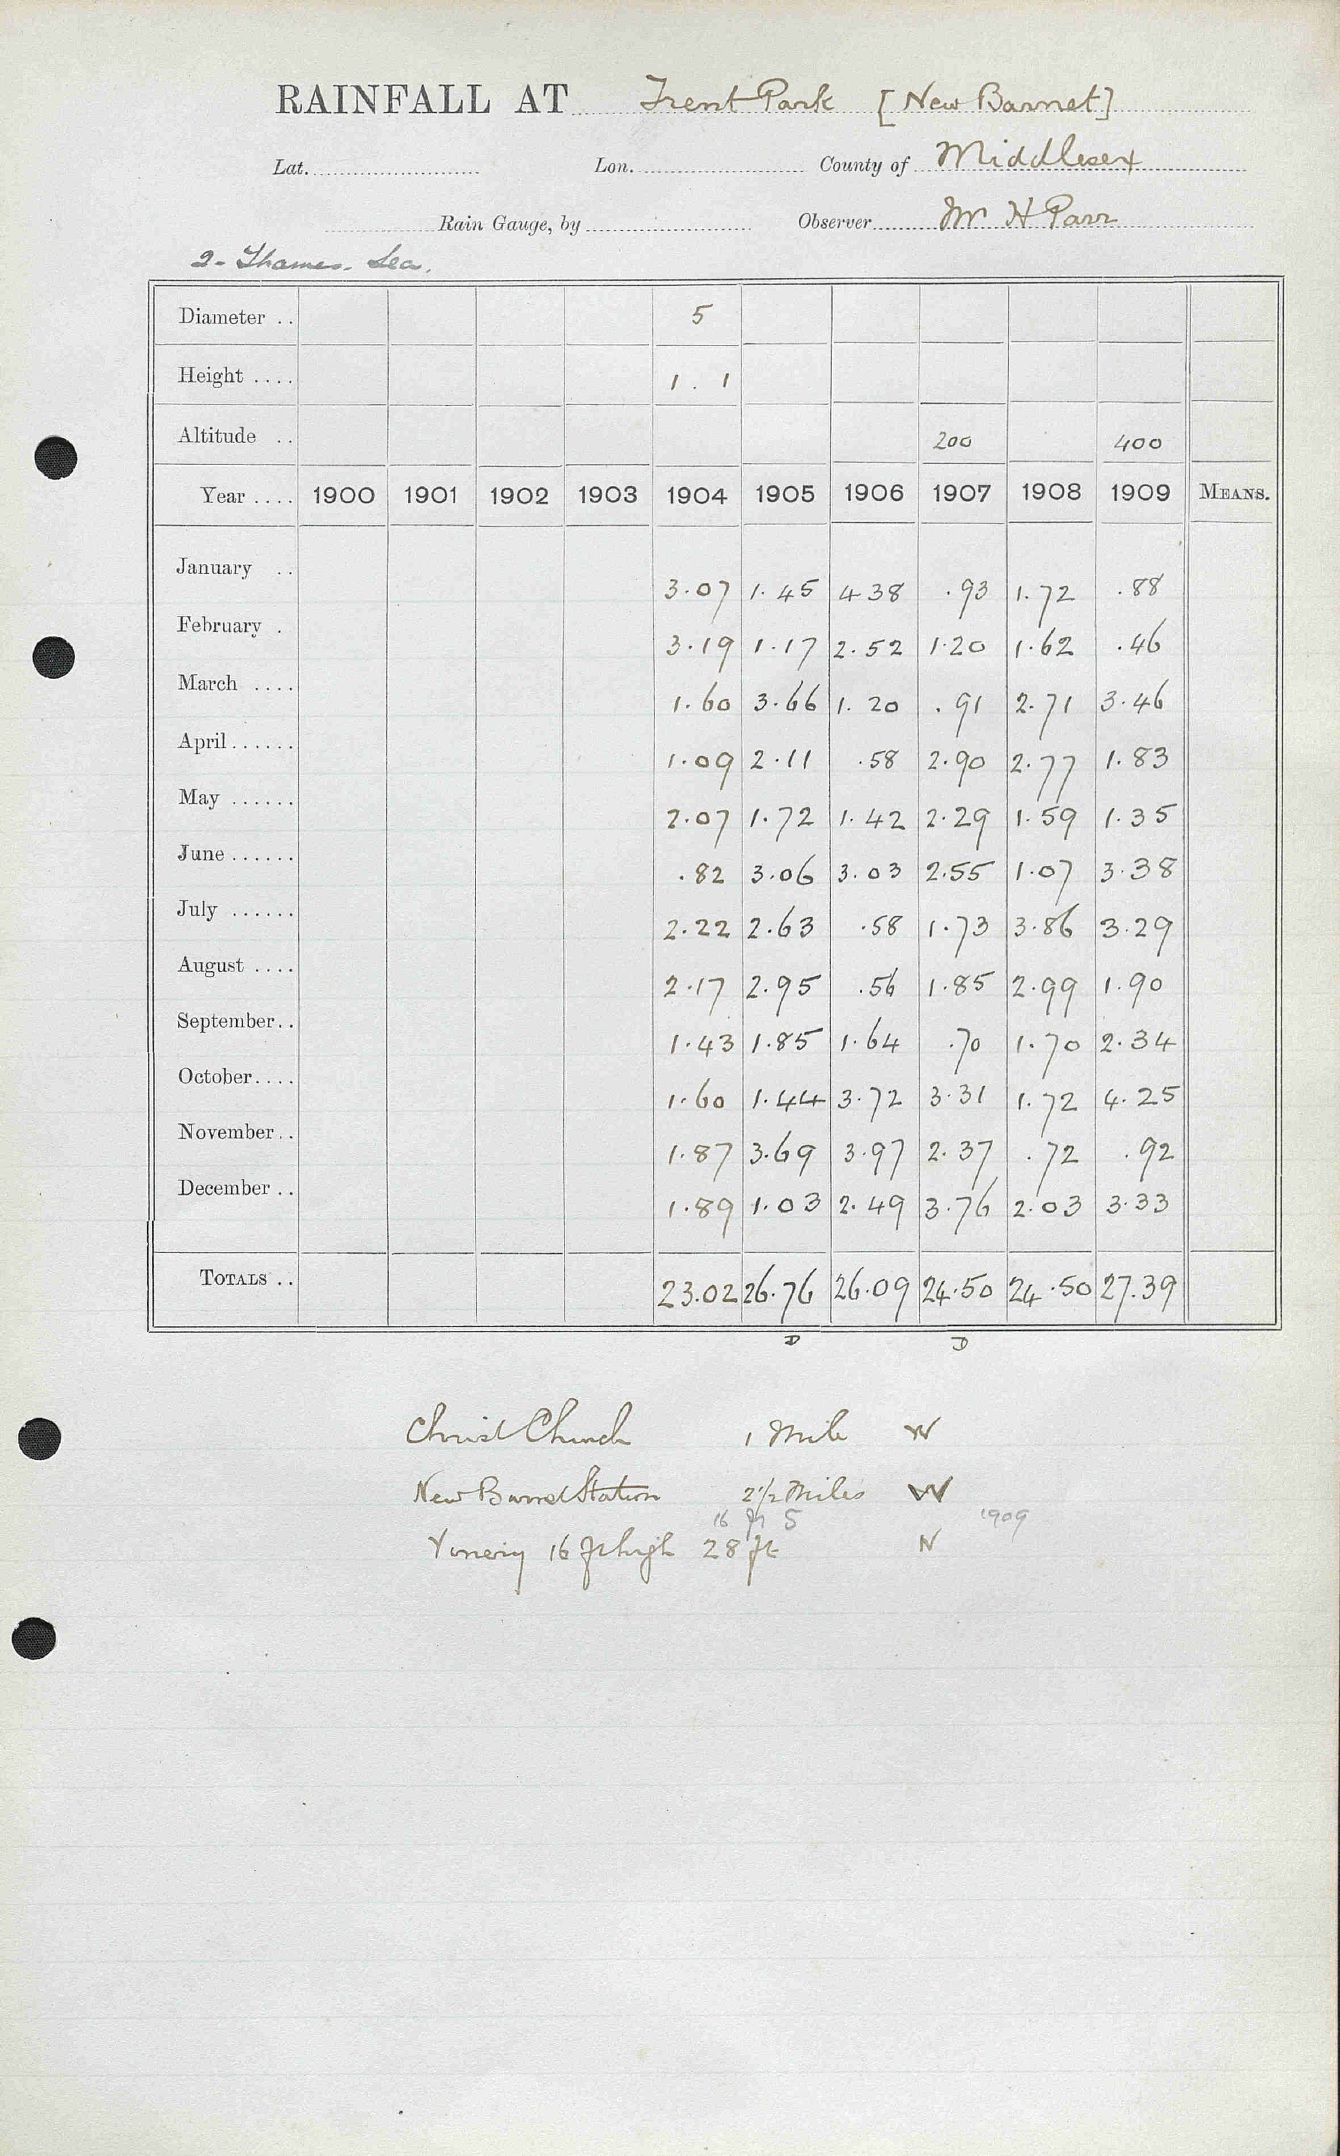 RAINFALL AT Trent Park [New Barnet]
Lat. Lon. County of Middlesex
Rain Gauge, by Observer Mr H Parr
2 - Thames - Lea.
Diameter .. 5
Height .... 1 . 1
Altitude .. 200 400
Year .... 1900 1901 1902 1903 1904 1905 1906 1907 1908 1909 MEANS.
January .. 3.07 1.45 4 38 .93 1.72 .88
February . 3.19 1.17 2.52 1.20 1.62 .46
March .... 1.60 3.66 1.20 .91 2.71 3.46
April ...... 1.09 2.11 .58 2.90 2.77 1.83
May ...... 2.07 1.72 1.42 2.29 1.59 1.35
June ...... .82 3.06 3.03 2.55 1.07 3.38
July ...... 2.22 2.63 .58 1.73 3.86 3.29
August .... 2.17 2.95 .56 1.85 2.99 1.90
September.. 1.43 1.85 1.64 .70 1.70 2.34
October.... 1.60 1.44 3.72 3.31 1.72 4.25
November.. 1.87 3.69 3.97 2.37 .72 .92
December .. 1.89 1.03 2.49 3.76 2.03 3.33
TOTALS .. 23.02 26.76 26.09 24.50 24.50 27.39
D D
Christ Church 1 Mile W
New Barnet Station 2½ Miles W
16 ft 5 1909
Vinery 16 ft high 28 ft N